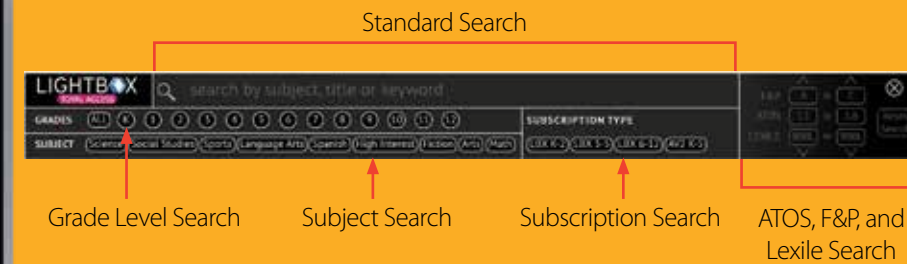 Standard Search
LIGHTBOX
TOTAL ACCESS
search by subject, title or keyword
GRADES ALL K 1 2 3 4 5 6 7 8 9 10 11 12
SUBJECT Science Social Studies Sports Language Arts Spanish High Interest Fiction Arts Math
SUBSCRIPTION TYPE
LBX K-2 LBX 3-5 LBX 6-12 AV2 K-5
F&P
ATOS
LEXILE
Grade Level Search
Subject Search
Subscription Search
ATOS, F&P, and
Lexile Search